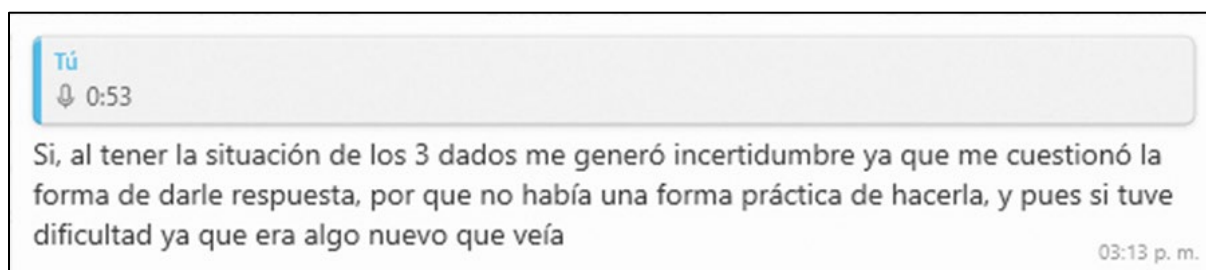 Tú
0:53
Si, al tener la situación de los 3 dados me generó incertidumbre ya que me cuestionó la
forma de darle respuesta, por que no había una forma práctica de hacerla, y pues si tuve
dificultad ya que era algo nuevo que veía
03:13 p. m.